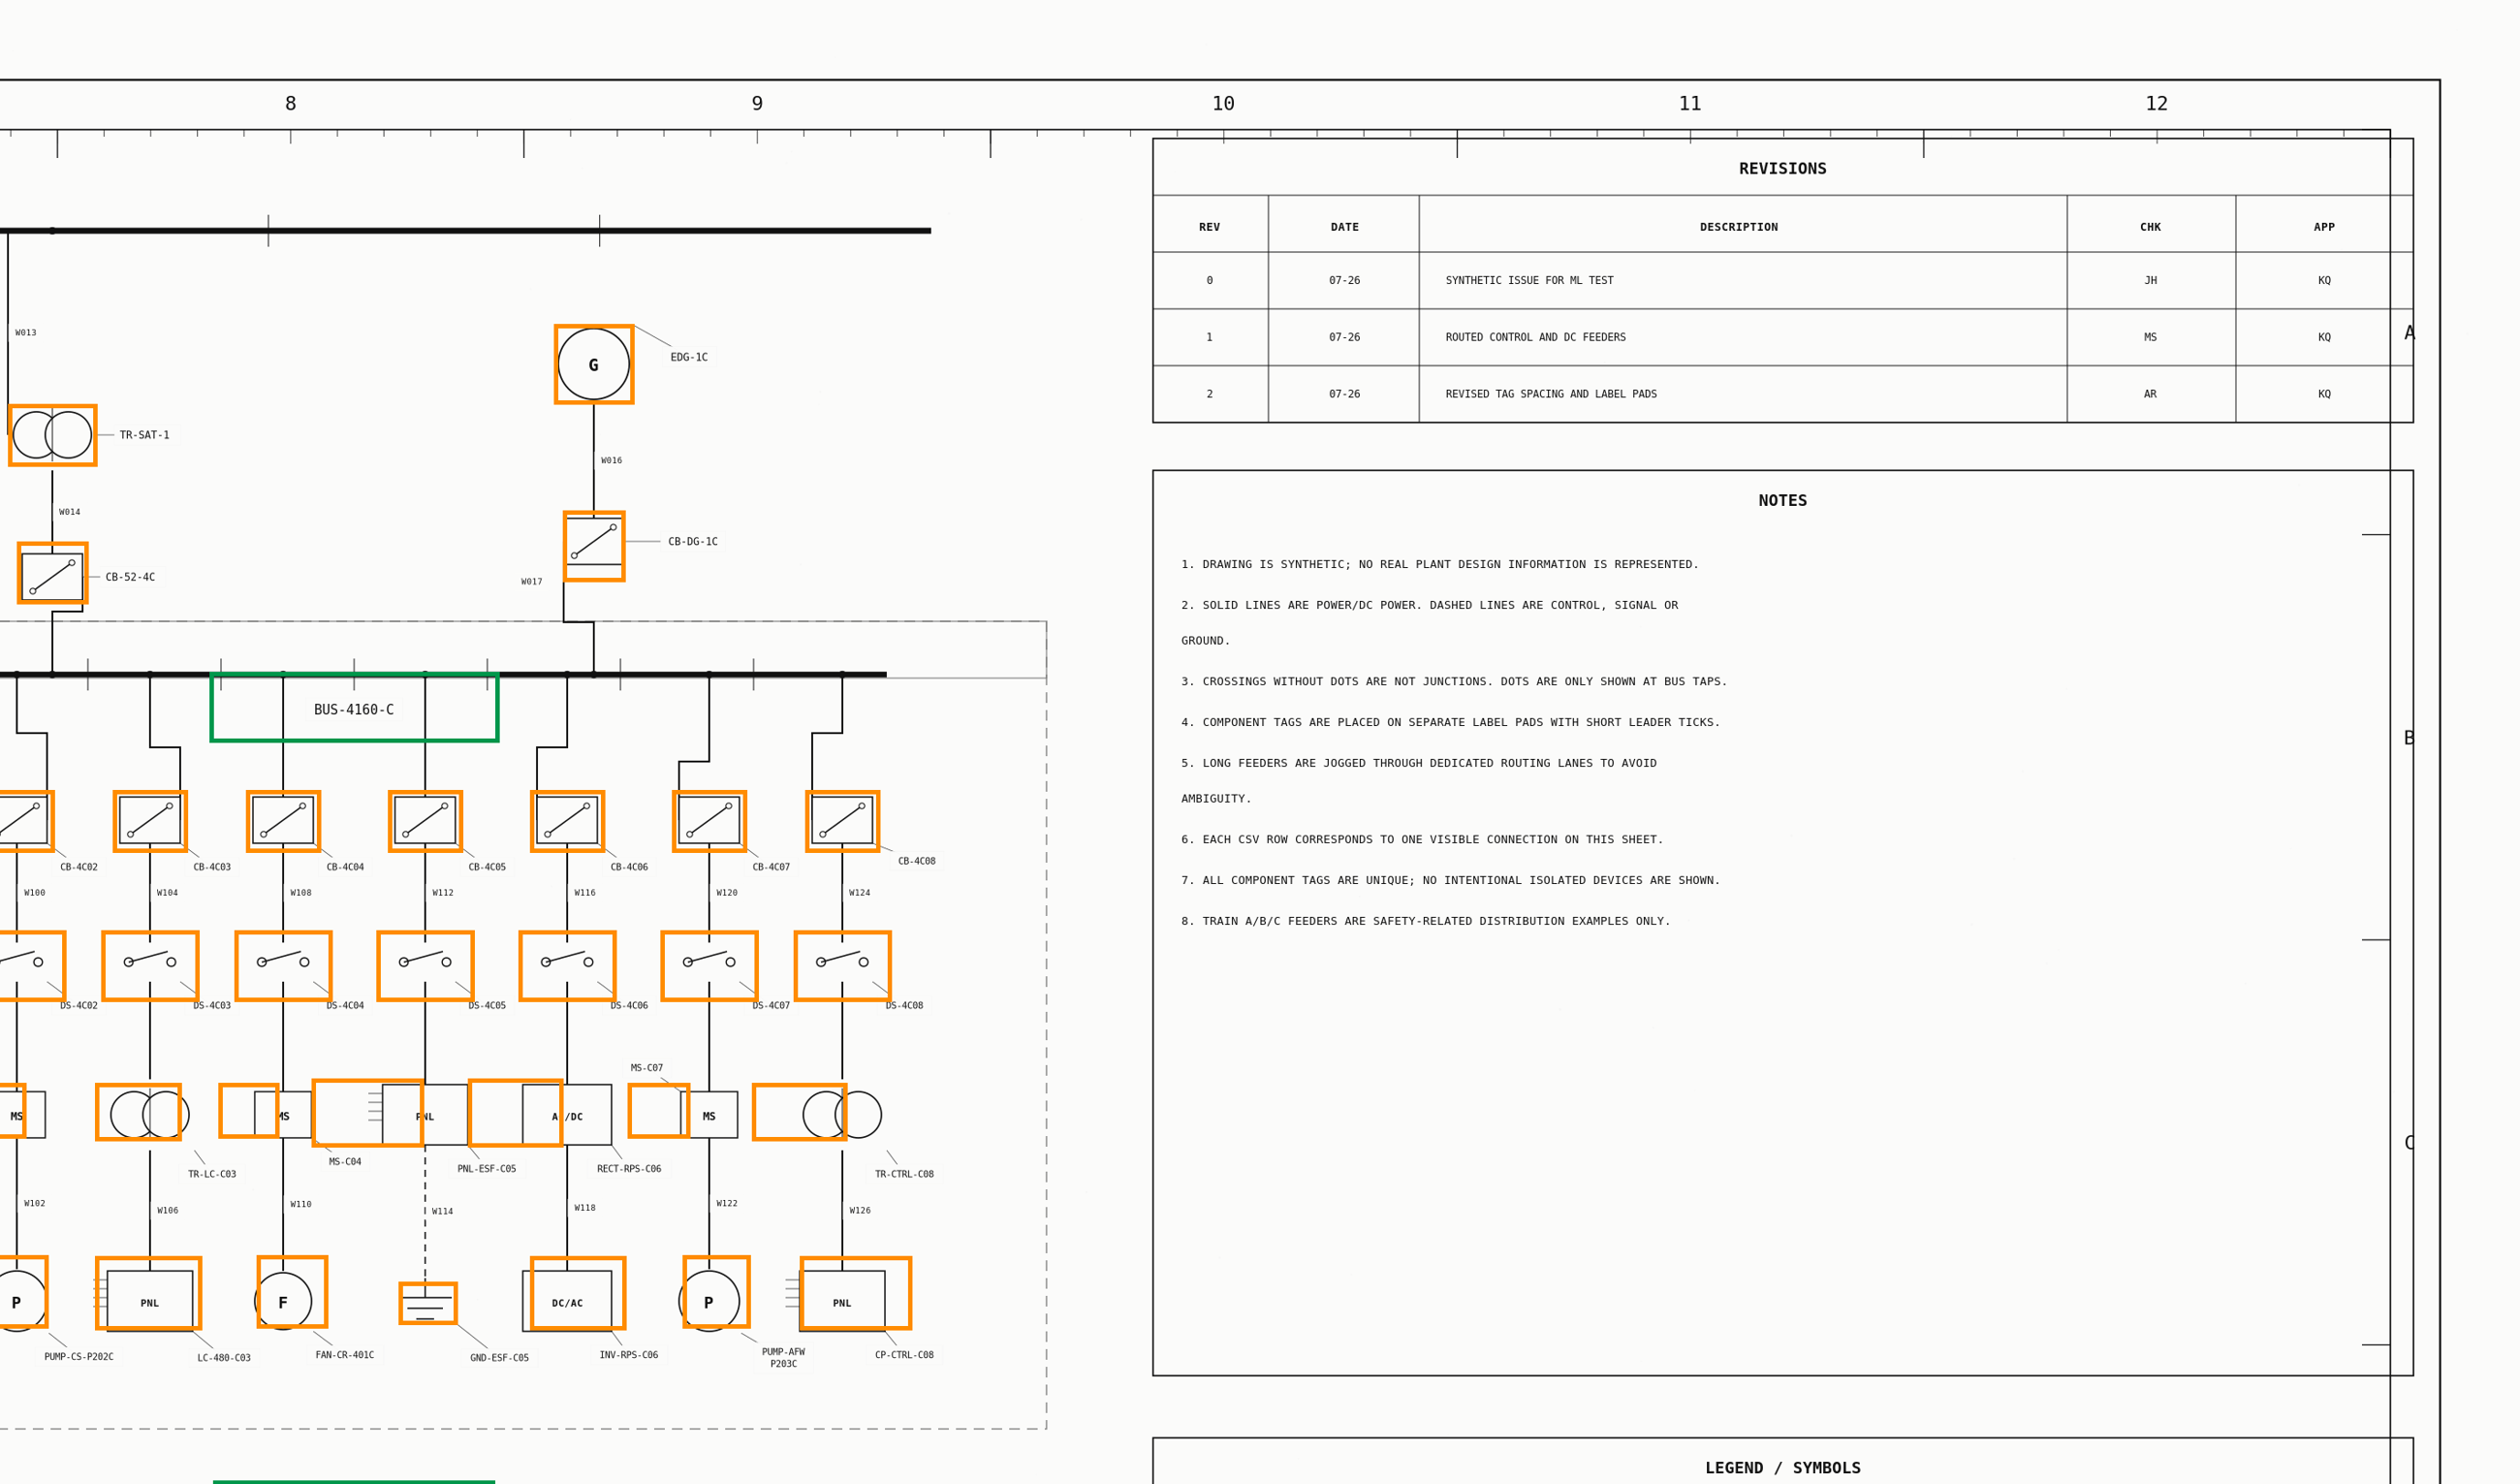 8 9 10 11 12
REVISIONS
REV DATE DESCRIPTION CHK APP
0 07-26 SYNTHETIC ISSUE FOR ML TEST JH KQ
1 07-26 ROUTED CONTROL AND DC FEEDERS MS KQ
2 07-26 REVISED TAG SPACING AND LABEL PADS AR KQ
A
W013
G
EDG-1C
TR-SAT-1
W016
W014
CB-DG-1C
CB-52-4C
W017
BUS-4160-C
CB-4C02 CB-4C03 CB-4C04 CB-4C05 CB-4C06 CB-4C07 CB-4C08
W100 W104 W108 W112 W116 W120 W124
DS-4C02 DS-4C03 DS-4C04 DS-4C05 DS-4C06 DS-4C07 DS-4C08
MS-C07
MS MS PNL AC/DC MS
MS-C04 PNL-ESF-C05 RECT-RPS-C06
TR-LC-C03 TR-CTRL-C08
W102 W106 W110 W114 W118 W122 W126
P PNL F DC/AC P PNL
PUMP-CS-P202C LC-480-C03 FAN-CR-401C GND-ESF-C05 INV-RPS-C06 PUMP-AFW CP-CTRL-C08
P203C
NOTES
1. DRAWING IS SYNTHETIC; NO REAL PLANT DESIGN INFORMATION IS REPRESENTED.
2. SOLID LINES ARE POWER/DC POWER. DASHED LINES ARE CONTROL, SIGNAL OR
GROUND.
3. CROSSINGS WITHOUT DOTS ARE NOT JUNCTIONS. DOTS ARE ONLY SHOWN AT BUS TAPS.
4. COMPONENT TAGS ARE PLACED ON SEPARATE LABEL PADS WITH SHORT LEADER TICKS.
B
5. LONG FEEDERS ARE JOGGED THROUGH DEDICATED ROUTING LANES TO AVOID
AMBIGUITY.
6. EACH CSV ROW CORRESPONDS TO ONE VISIBLE CONNECTION ON THIS SHEET.
7. ALL COMPONENT TAGS ARE UNIQUE; NO INTENTIONAL ISOLATED DEVICES ARE SHOWN.
8. TRAIN A/B/C FEEDERS ARE SAFETY-RELATED DISTRIBUTION EXAMPLES ONLY.
C
LEGEND / SYMBOLS